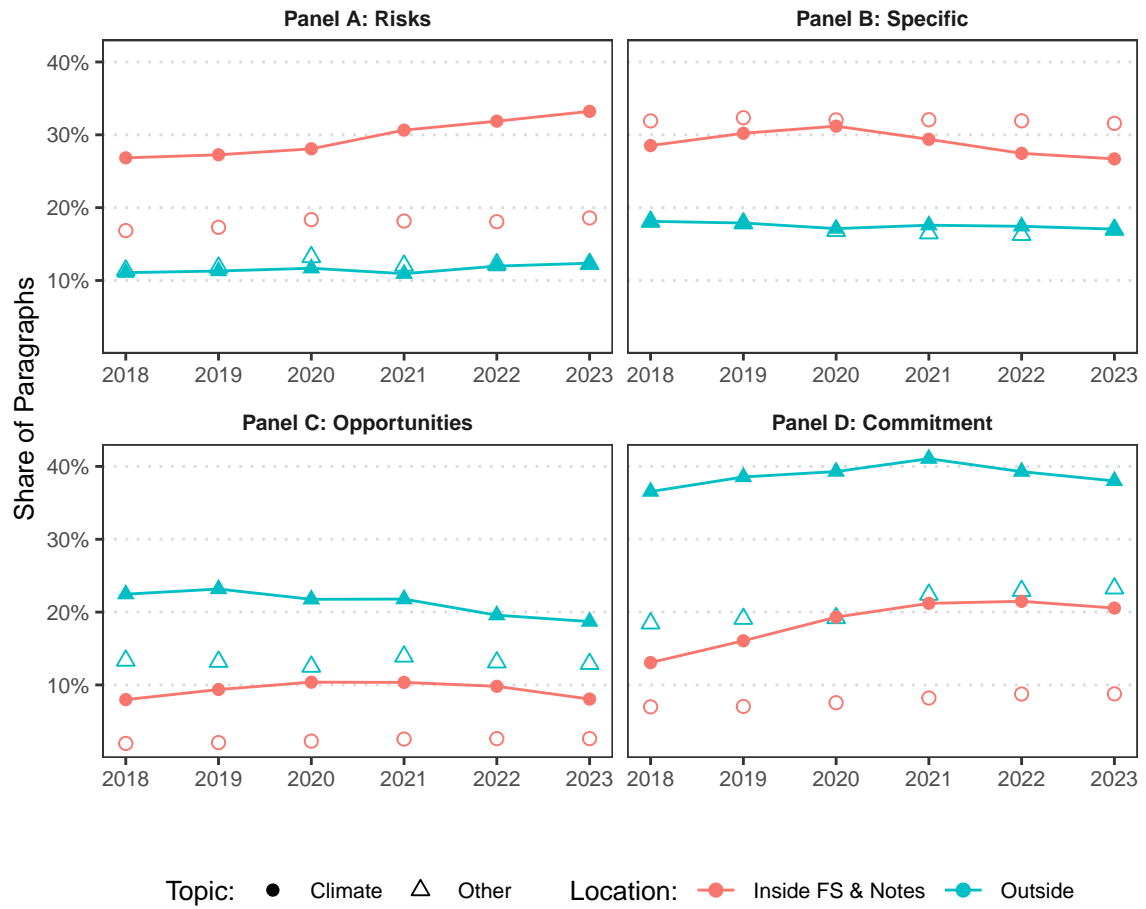 Panel A: Risks
Panel B: Specific
40%
30%
20%
10%
2018 2019 2020 2021 2022 2023
2018 2019 2020 2021 2022 2023
Share of Paragraphs
Panel C: Opportunities
Panel D: Commitment
40%
30%
20%
10%
2018 2019 2020 2021 2022 2023
2018 2019 2020 2021 2022 2023
Topic: Climate Other Location: Inside FS & Notes Outside